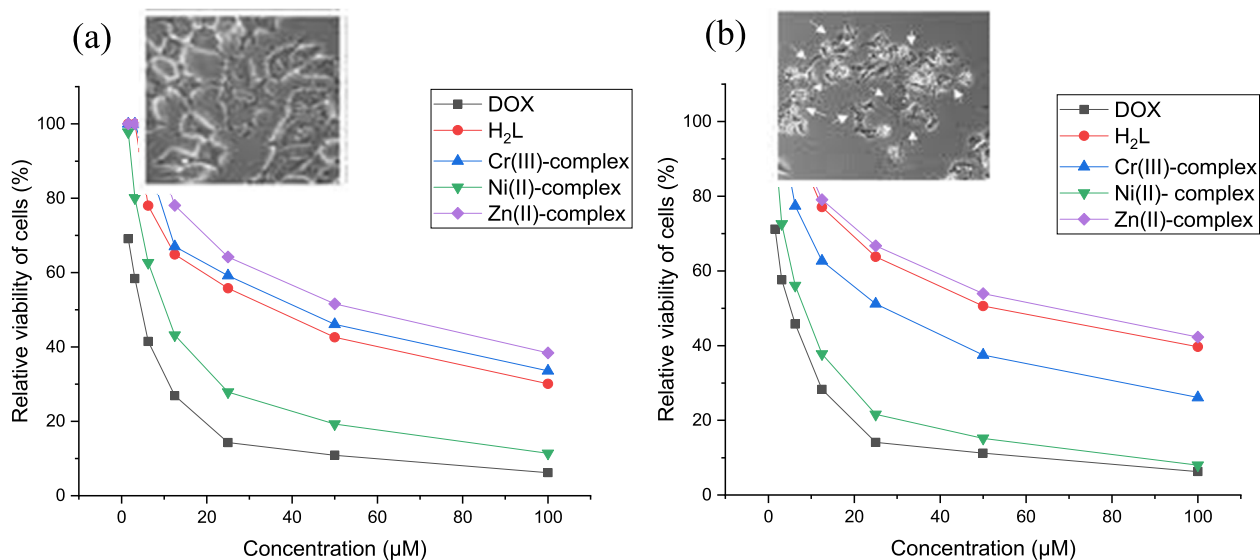 (a)
DOX
H₂L
Cr(III)-complex
Ni(II)-complex
Zn(II)-complex
Relative viability of cells (%)
100
80
60
40
20
0
0 20 40 60 80 100
Concentration (µM)
(b)
DOX
H₂L
Cr(III)-complex
Ni(II)- complex
Zn(II)-complex
Relative viability of cells (%)
100
80
60
40
20
0
0 20 40 60 80 100
Concentration (µM)